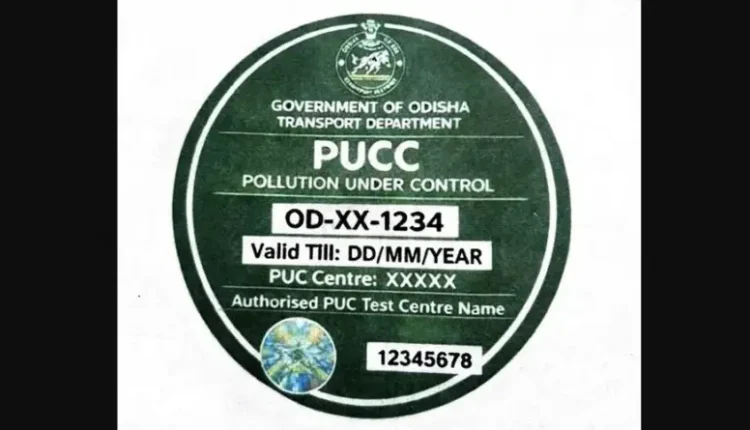 GOVERNMENT OF ODISHA
TRANSPORT DEPARTMENT
PUCC
POLLUTION UNDER CONTROL
OD-XX-1234
Valid TIll: DD/MM/YEAR
PUC Centre: XXXXX
Authorised PUC Test Centre Name
12345678